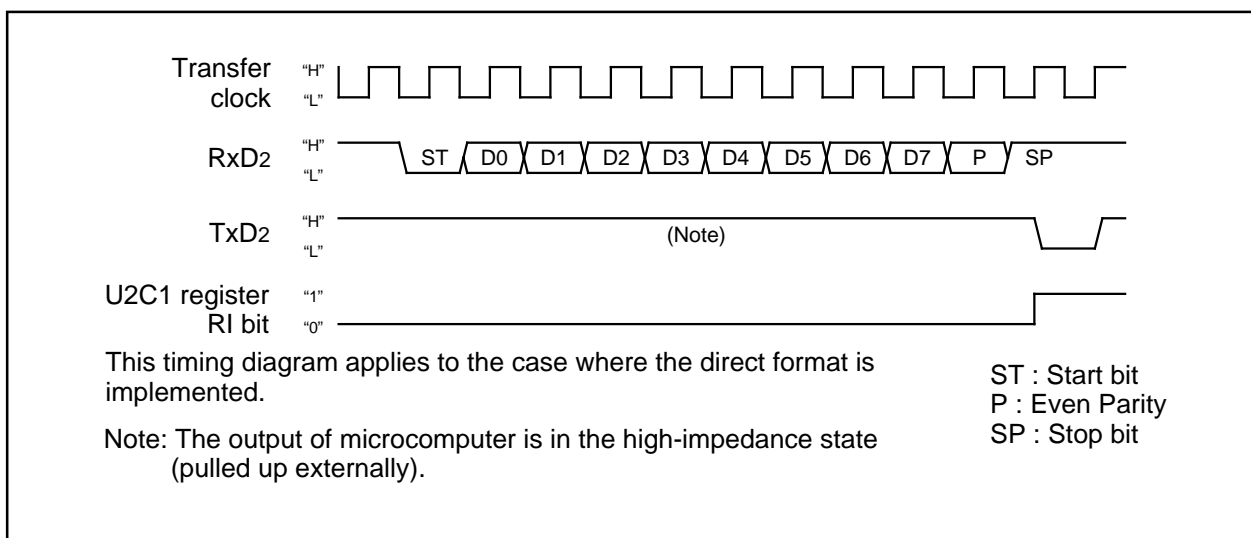 Transfer clock
“H”
“L”
RxD2
“H”
“L”
ST D0 D1 D2 D3 D4 D5 D6 D7 P SP
TxD2
“H”
“L”
(Note)
U2C1 register
RI bit
“1”
“0”
This timing diagram applies to the case where the direct format is
implemented.
Note: The output of microcomputer is in the high-impedance state
(pulled up externally).
ST : Start bit
P : Even Parity
SP : Stop bit